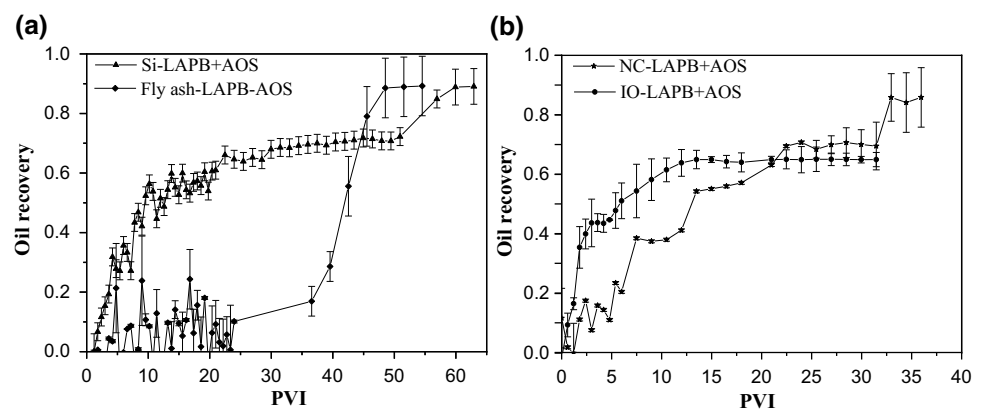 (a)
1.0
0.8
0.6
0.4
0.2
0.0
Oil recovery
Si-LAPB+AOS
Fly ash-LAPB-AOS
0 10 20 30 40 50 60
PVI
(b)
1.0
0.8
0.6
0.4
0.2
0.0
Oil recovery
NC-LAPB+AOS
IO-LAPB+AOS
0 5 10 15 20 25 30 35 40
PVI